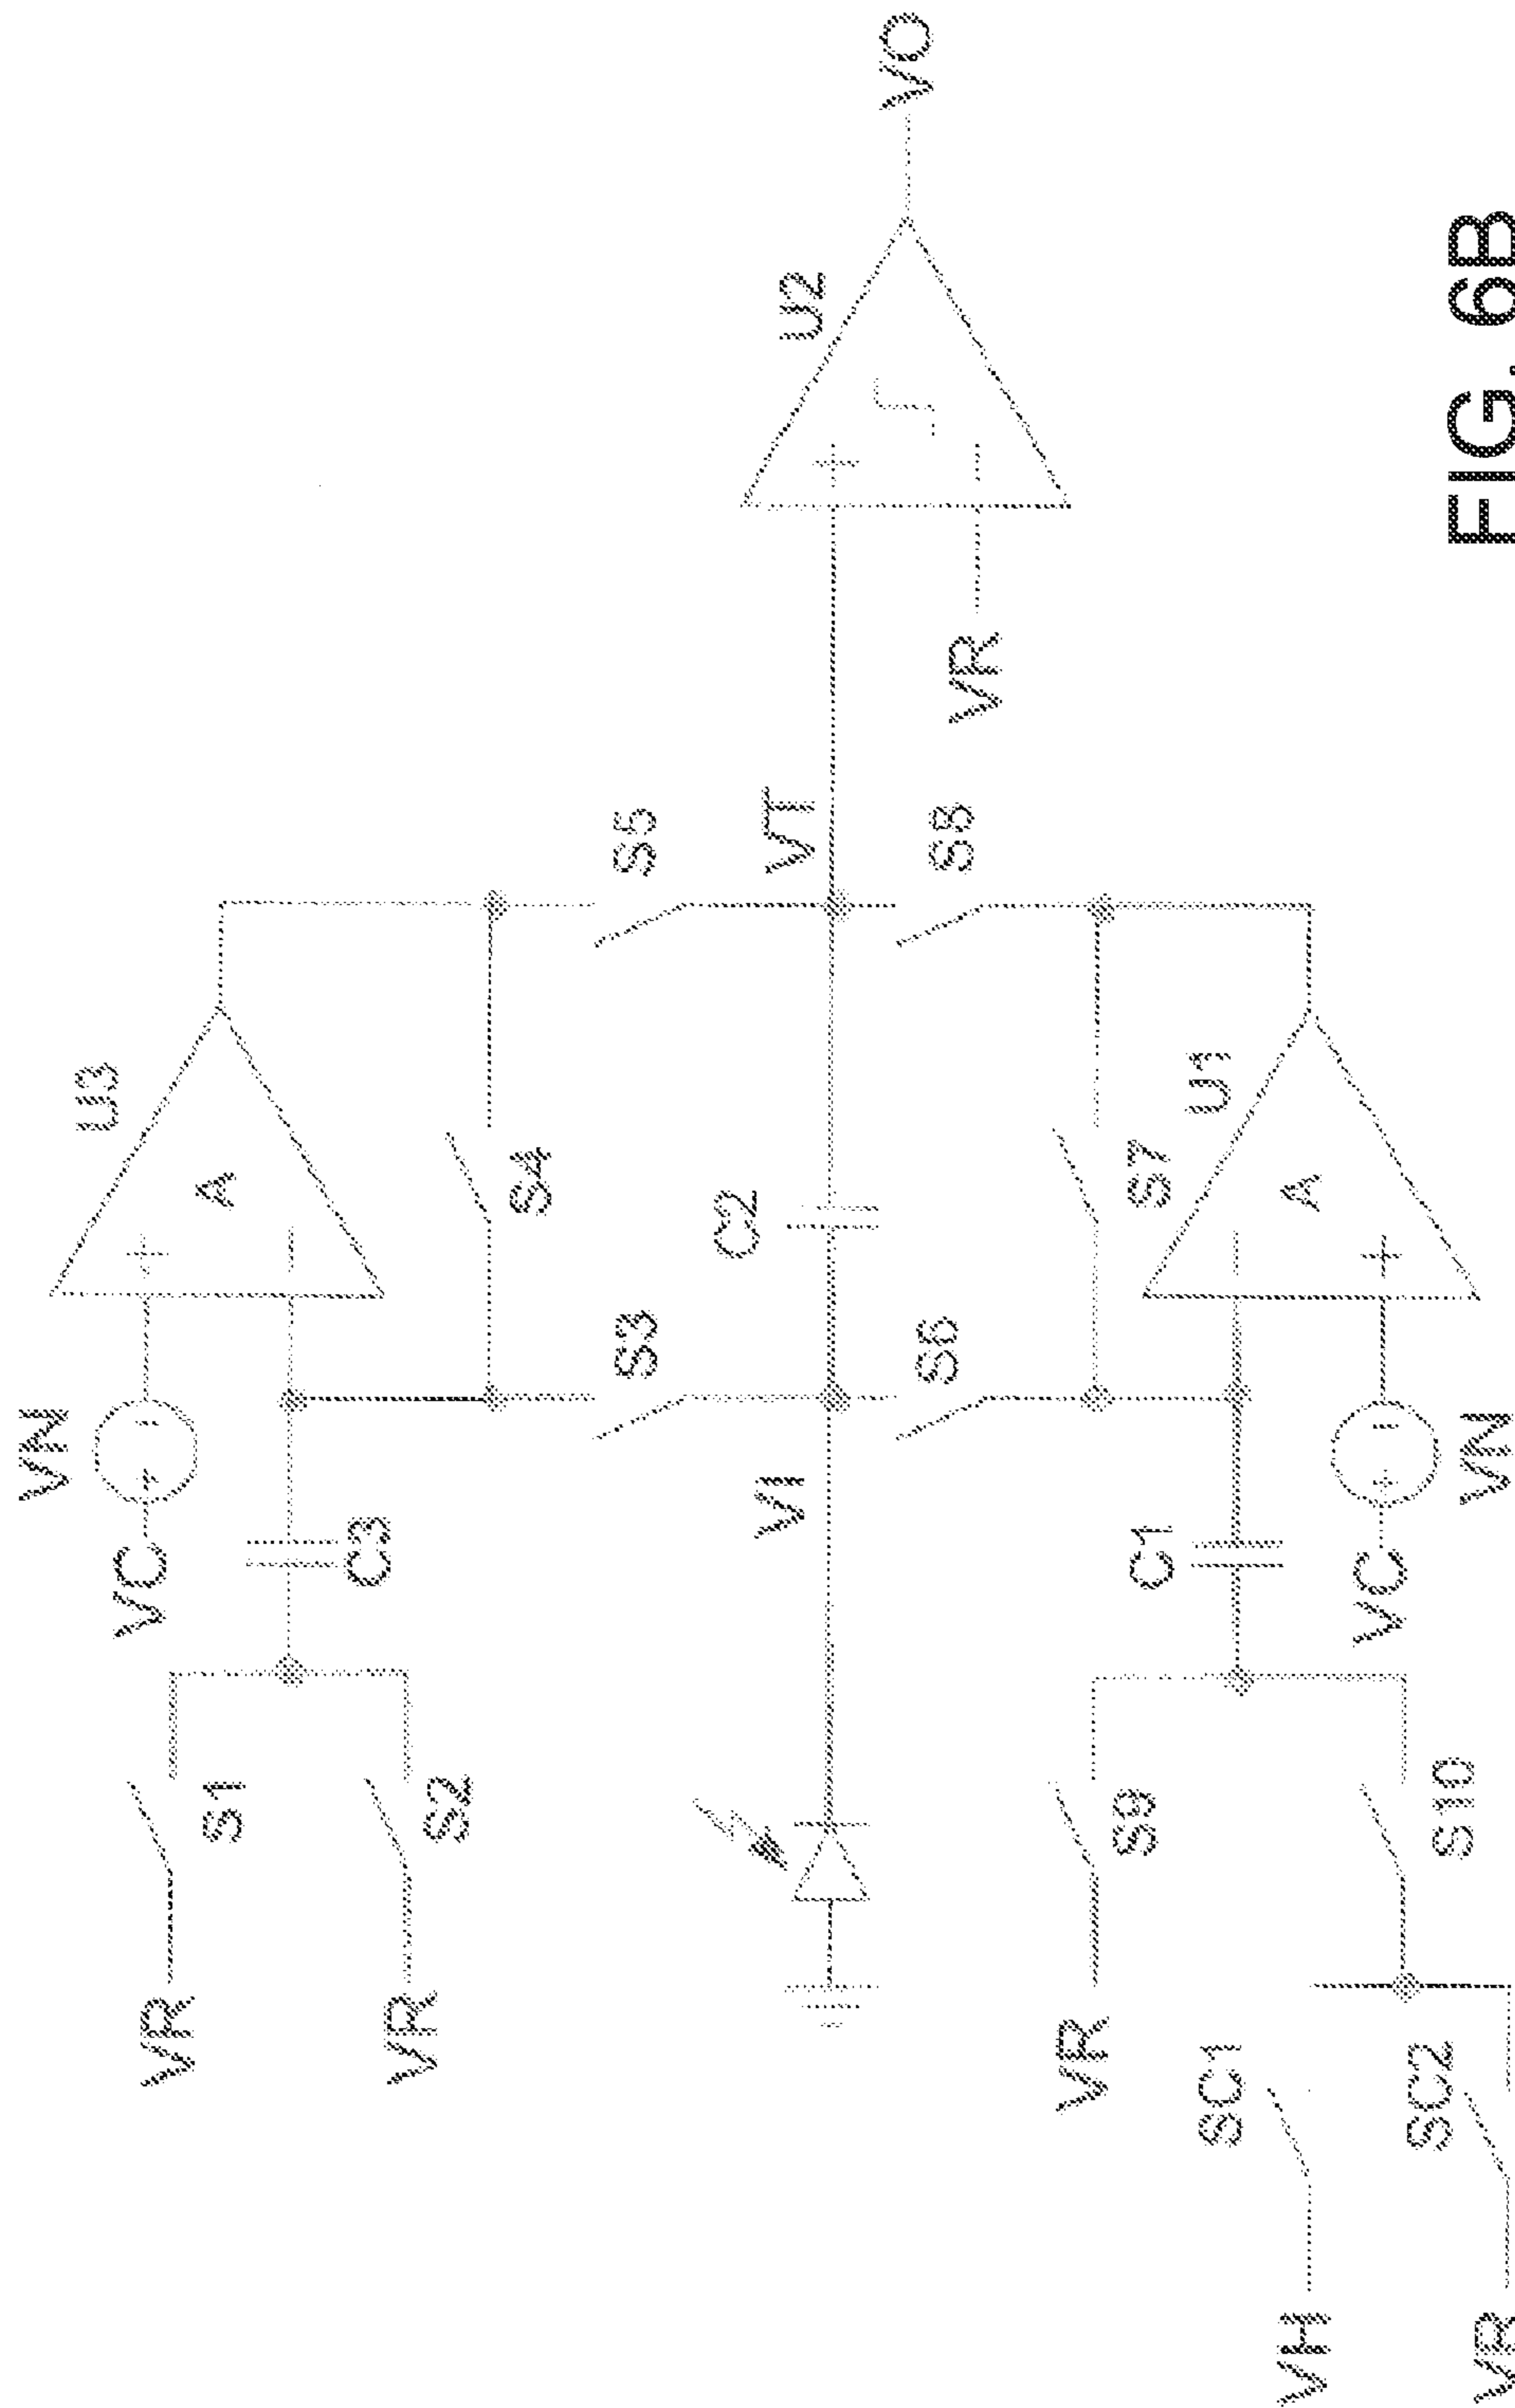 VN
VC
U3
+
A
−
VR
S1
C3
VR
S2
S4
S3
S5
VI
C2
VT
U2
+
−
VR
VO
S6
S8
VR
S9
C1
S7
U1
−
A
+
VC
VN
S10
SC1
VH
SC2
VR
FIG. 6B